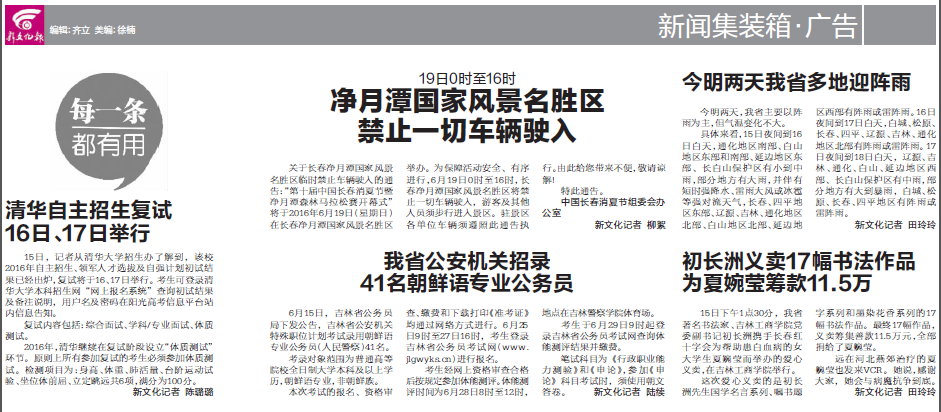 新文化报
编辑：齐立 美编：徐楠
新闻集装箱·广告
每一条
都有用
清华自主招生复试
16日、17日举行
15日，记者从清华大学招生办了解到，该校
2016年自主招生、领军人才选拔及自强计划初试结
果已经出炉，复试将于16、17日举行。考生可登录清
华大学本科招生网“网上报名系统”查询初试结果
及备注说明，用户名及密码在阳光高考信息平台站
内信息告知。
复试内容包括：综合面试、学科/专业面试、体质
测试。
2016年，清华继续在复试阶段设立“体质测试”
环节。原则上所有参加复试的考生必须参加体质测
试。检测项目为：身高、体重、肺活量、台阶运动试
验、坐位体前屈、立定跳远共6项，满分为100分。
新文化记者 陈璐璐
19日0时至16时
净月潭国家风景名胜区
禁止一切车辆驶入
关于长春净月潭国家风景
名胜区临时禁止车辆驶入的通
告：“第十届中国长春消夏节暨
净月潭森林马拉松赛开幕式”
将于2016年6月19日（星期日）
在长春净月潭国家风景名胜区
举办。为保障活动安全、有序
进行，6月19日0时至16时，长
春净月潭国家风景名胜区将禁
止一切车辆驶入，游客及其他
人员须步行进入景区。驻景区
各单位车辆须遵照此通告执
行。由此给您带来不便，敬请谅
解！
特此通告。
中国长春消夏节组委会办
公室
新文化记者 柳絮
今明两天我省多地迎阵雨
今明两天，我省主要以阵
雨为主，但气温变化不大。
具体来看，15日夜间到16
日白天，通化地区南部、白山
地区东部和南部、延边地区东
部、长白山保护区有小到中
雨，部分地方有大雨，并伴有
短时强降水、雷雨大风或冰雹
等强对流天气，长春、四平地
区东部、辽源、吉林、通化地区
北部、白山地区北部、延边地
区西部有阵雨或雷阵雨。16日
夜间到17日白天，白城、松原、
长春、四平、辽源、吉林、通化地
区北部有阵雨或雷阵雨。17
日夜间到18日白天，辽源、吉
林、通化、白山、延边地区西
部、长白山保护区有中雨，部
分地方有大到暴雨，白城、松
原、长春、四平地区有阵雨或
雷阵雨。
新文化记者 田玲玲
我省公安机关招录
41名朝鲜语专业公务员
6月15日，吉林省公务员
局下发公告，吉林省公安机关
特殊职位计划考试录用朝鲜语
专业公务员（人民警察）41名。
考录对象范围为普通高等
院校全日制大学本科及以上学
历，朝鲜语专业，非朝鲜族。
本次考试的报名、资格审
查、缴费和下载打印《准考证》
均通过网络方式进行。6月25
日9时至27日16时，考生登录
吉林省公务员考试网（www.
jlgwyks.cn）进行报名。
考生经网上资格审查合格
后按规定参加体能测评。体能测
评时间为6月28日8时至12时，
地点在吉林警察学院体育场。
考生于6月29日9时起登
录吉林省公务员考试网查询体
能测评结果并缴费。
笔试科目为《行政职业能
力测验》和《申论》，参加《申
论》科目考试时，须使用朝文
答卷。 新文化记者 陆续
初长洲义卖17幅书法作品
为夏婉莹筹款11.5万
15日下午1点30分，我省
著名书法家、吉林工商学院党
委副书记初长洲携手长春红
十字会为帮助患白血病的女
大学生夏婉莹而举办的爱心
义卖，在吉林工商学院举行。
这次爱心义卖的是初长
洲先生国学名言系列、嘱书题
字系列和墨染花香系列的17
幅书法作品。最终17幅作品，
义卖筹集善款11.5万元，全部
捐给了夏婉莹。
远在河北燕郊治疗的夏
婉莹也发来VCR。她说，感谢
大家，她会与病魔抗争到底。
新文化记者 田玲玲